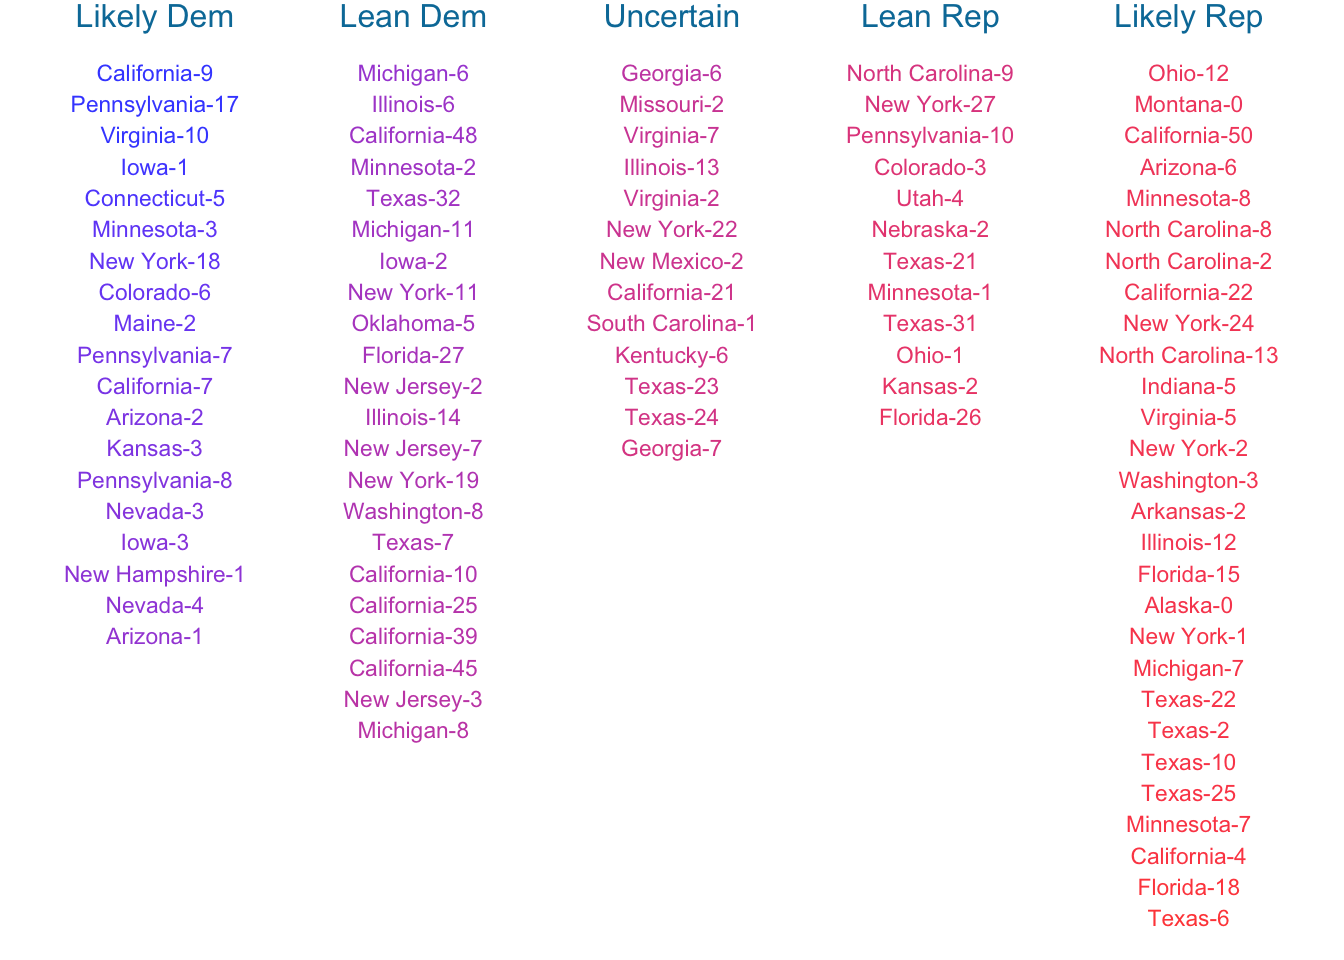 Likely Dem
California-9
Pennsylvania-17
Virginia-10
Iowa-1
Connecticut-5
Minnesota-3
New York-18
Colorado-6
Maine-2
Pennsylvania-7
California-7
Arizona-2
Kansas-3
Pennsylvania-8
Nevada-3
Iowa-3
New Hampshire-1
Nevada-4
Arizona-1
Lean Dem
Michigan-6
Illinois-6
California-48
Minnesota-2
Texas-32
Michigan-11
Iowa-2
New York-11
Oklahoma-5
Florida-27
New Jersey-2
Illinois-14
New Jersey-7
New York-19
Washington-8
Texas-7
California-10
California-25
California-39
California-45
New Jersey-3
Michigan-8
Uncertain
Georgia-6
Missouri-2
Virginia-7
Illinois-13
Virginia-2
New York-22
New Mexico-2
California-21
South Carolina-1
Kentucky-6
Texas-23
Texas-24
Georgia-7
Lean Rep
North Carolina-9
New York-27
Pennsylvania-10
Colorado-3
Utah-4
Nebraska-2
Texas-21
Minnesota-1
Texas-31
Ohio-1
Kansas-2
Florida-26
Likely Rep
Ohio-12
Montana-0
California-50
Arizona-6
Minnesota-8
North Carolina-8
North Carolina-2
California-22
New York-24
North Carolina-13
Indiana-5
Virginia-5
New York-2
Washington-3
Arkansas-2
Illinois-12
Florida-15
Alaska-0
New York-1
Michigan-7
Texas-22
Texas-2
Texas-10
Texas-25
Minnesota-7
California-4
Florida-18
Texas-6